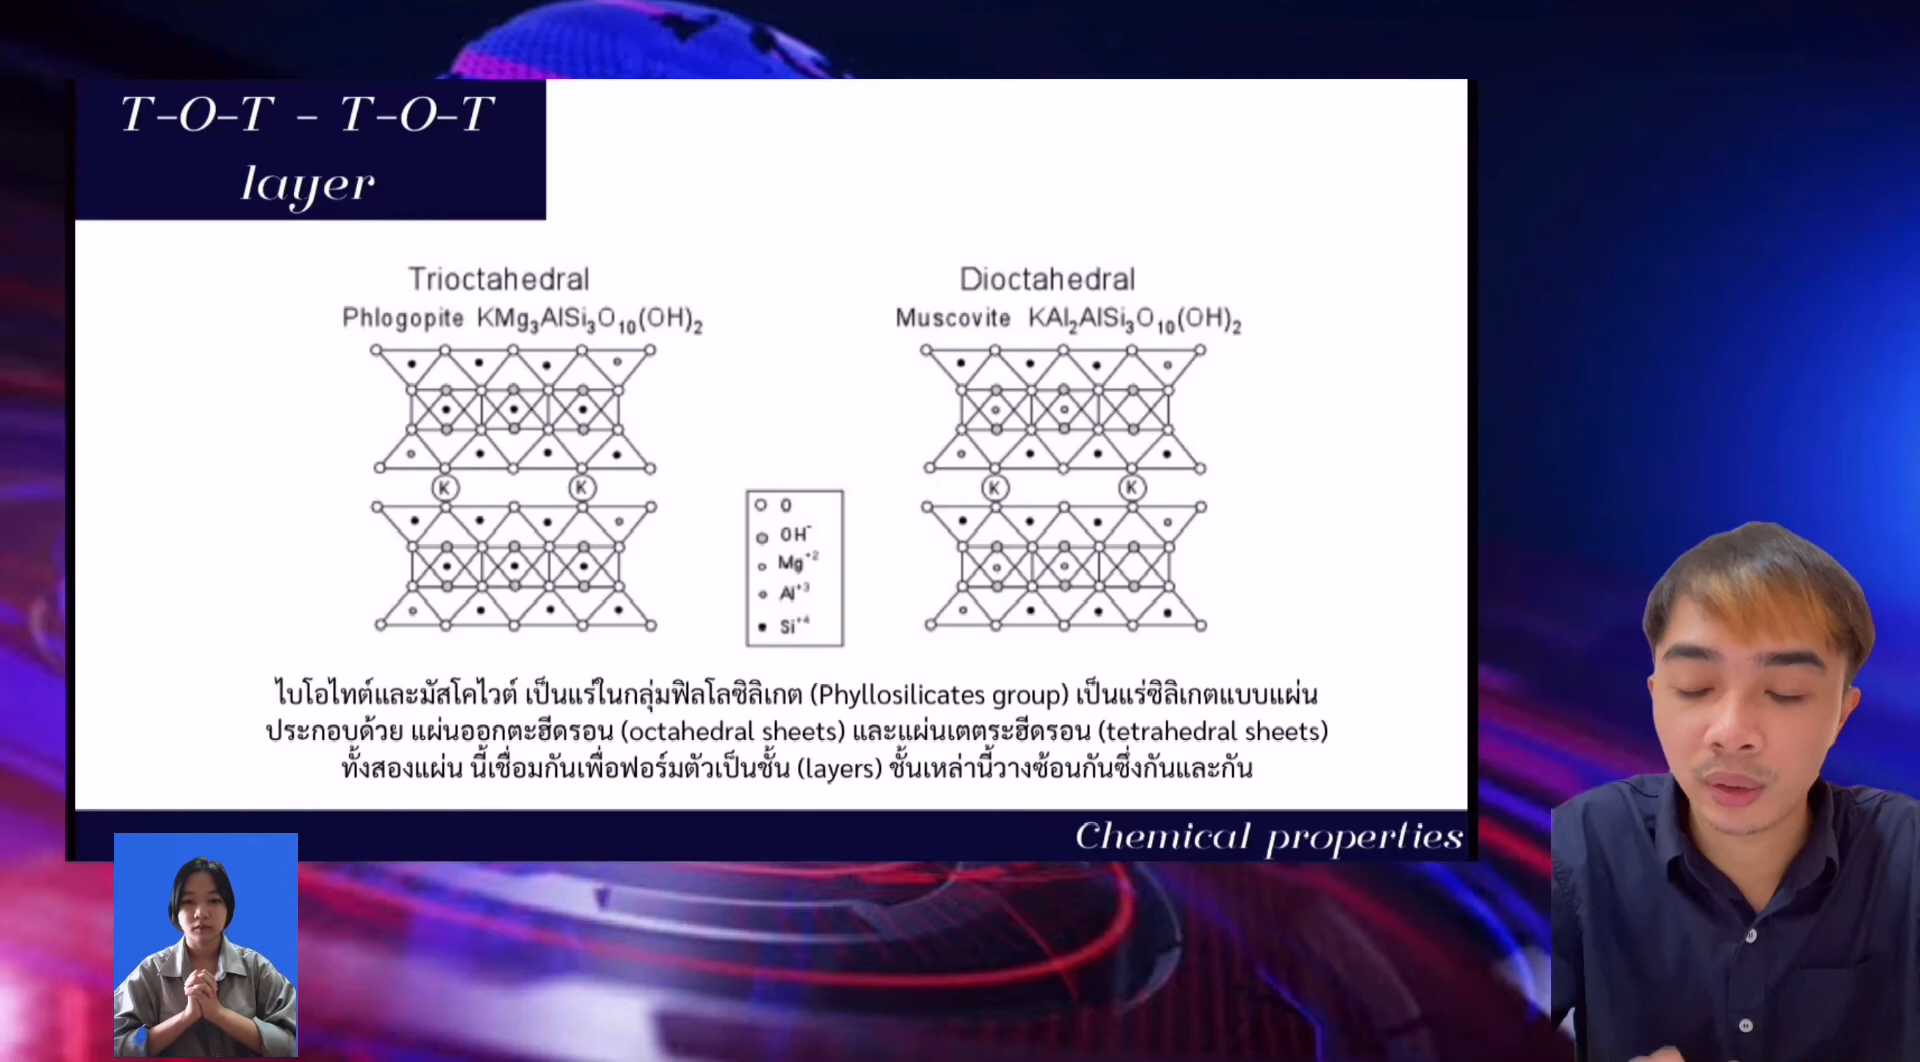 T-O-T - T-O-T
layer
Trioctahedral
Phlogopite KMg₃AlSi₃O₁₀(OH)₂
Dioctahedral
Muscovite KAl₂AlSi₃O₁₀(OH)₂
K K
K K
O
OH⁻
Mg⁺²
Al⁺³
Si⁺⁴
ไบโอไทต์และมัสโคไวต์ เป็นแร่ในกลุ่มฟิลโลซิลิเกต (Phyllosilicates group) เป็นแร่ซิลิเกตแบบแผ่น
ประกอบด้วย แผ่นออกตะฮีดรอน (octahedral sheets) และแผ่นเตตระฮีดรอน (tetrahedral sheets)
ทั้งสองแผ่น นี้เชื่อมกันเพื่อฟอร์มตัวเป็นชั้น (layers) ชั้นเหล่านี้วางซ้อนกันซึ่งกันและกัน
Chemical properties